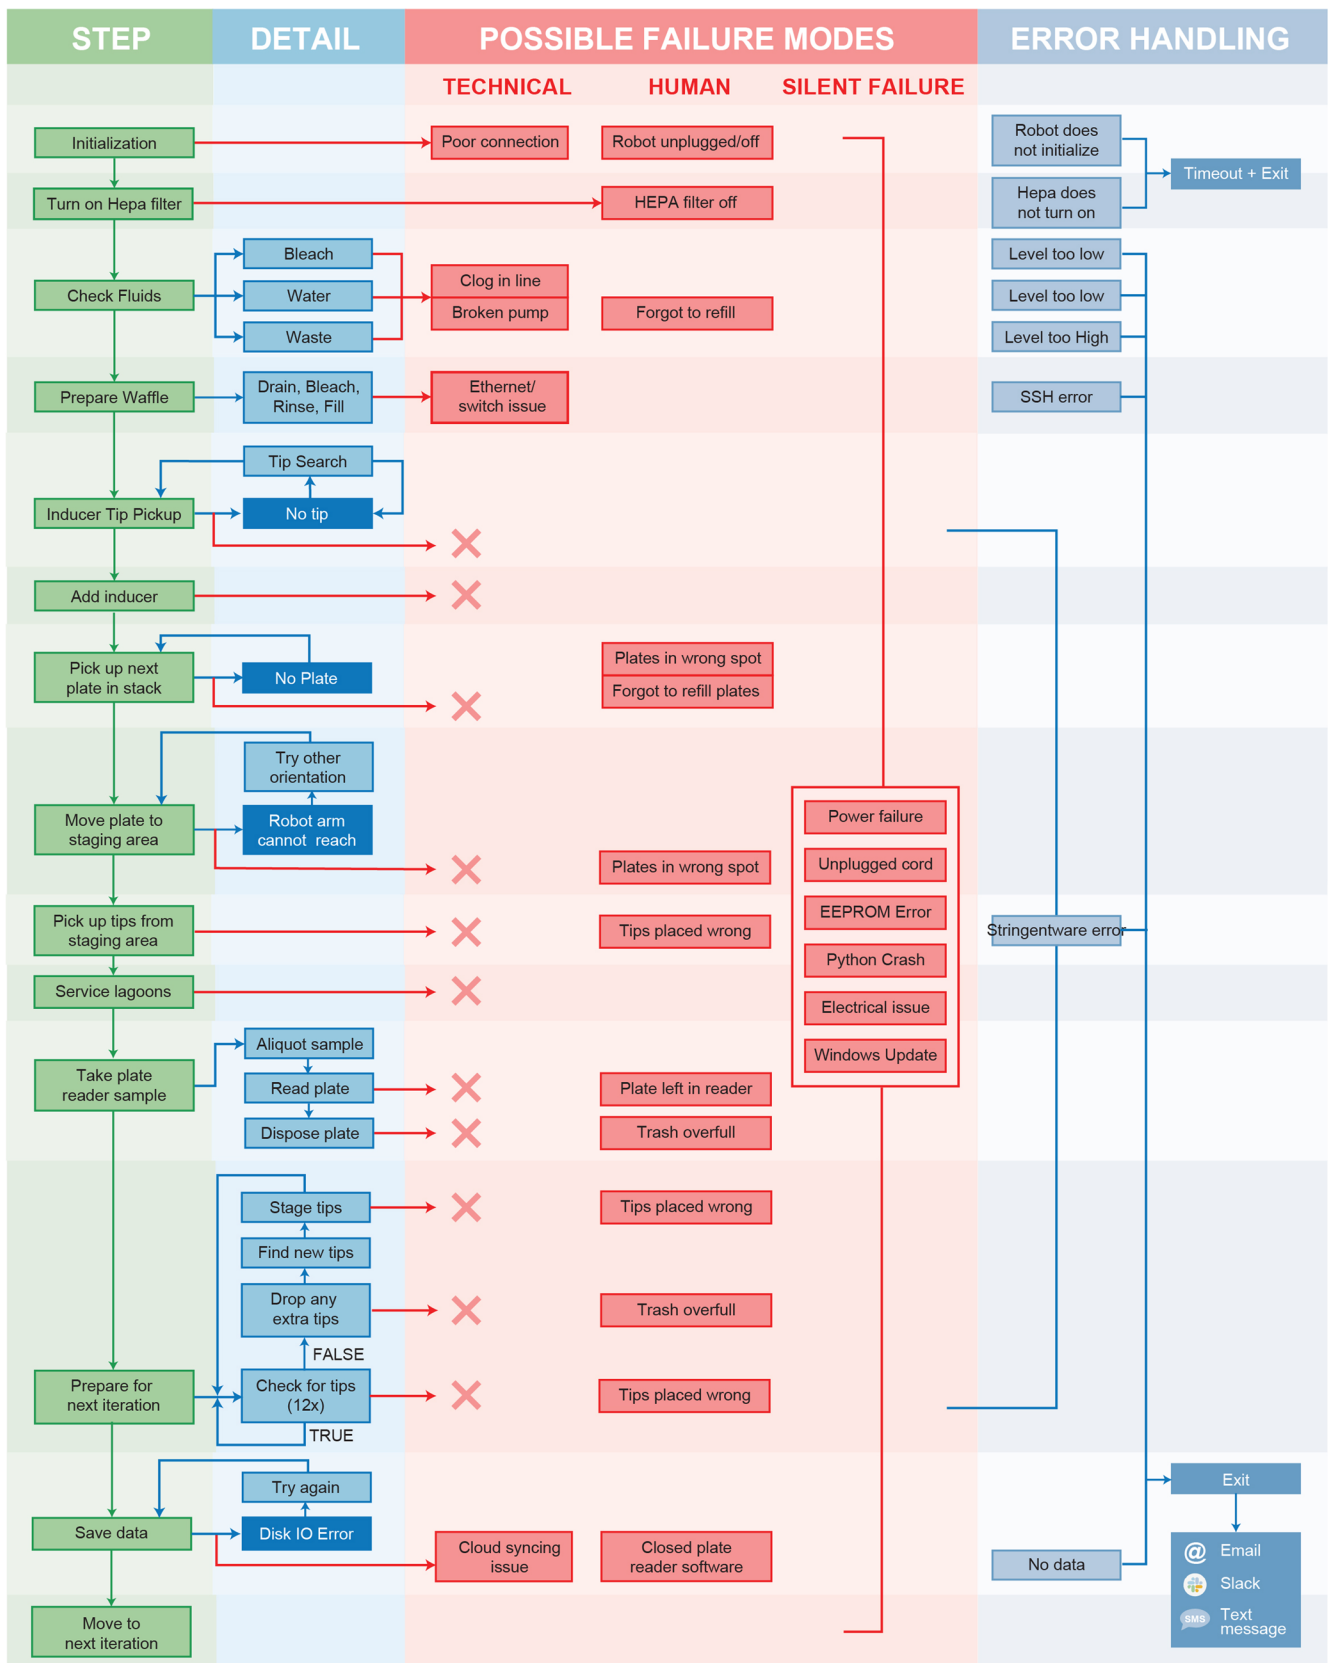 STEP
DETAIL
POSSIBLE FAILURE MODES
ERROR HANDLING
TECHNICAL
HUMAN
SILENT FAILURE
Initialization
Poor connection
Robot unplugged/off
Robot does
not initialize
Timeout + Exit
Turn on Hepa filter
HEPA filter off
Hepa does
not turn on
Check Fluids
Bleach
Water
Waste
Clog in line
Broken pump
Forgot to refill
Level too low
Level too low
Level too High
Prepare Waffle
Drain, Bleach,
Rinse, Fill
Ethernet/
switch issue
SSH error
Inducer Tip Pickup
Tip Search
No tip
Add inducer
Pick up next
plate in stack
No Plate
Plates in wrong spot
Forgot to refill plates
Move plate to
staging area
Try other
orientation
Robot arm
cannot reach
Plates in wrong spot
Power failure
Unplugged cord
EEPROM Error
Python Crash
Electrical issue
Windows Update
Pick up tips from
staging area
Tips placed wrong
Stringentware error
Service lagoons
Take plate
reader sample
Aliquot sample
Read plate
Dispose plate
Plate left in reader
Trash overfull
Stage tips
Find new tips
Drop any
extra tips
FALSE
Tips placed wrong
Trash overfull
Prepare for
next iteration
Check for tips
(12x)
TRUE
Tips placed wrong
Save data
Try again
Disk IO Error
Cloud syncing
issue
Closed plate
reader software
No data
Exit
@ Email
Slack
SMS Text
message
Move to
next iteration